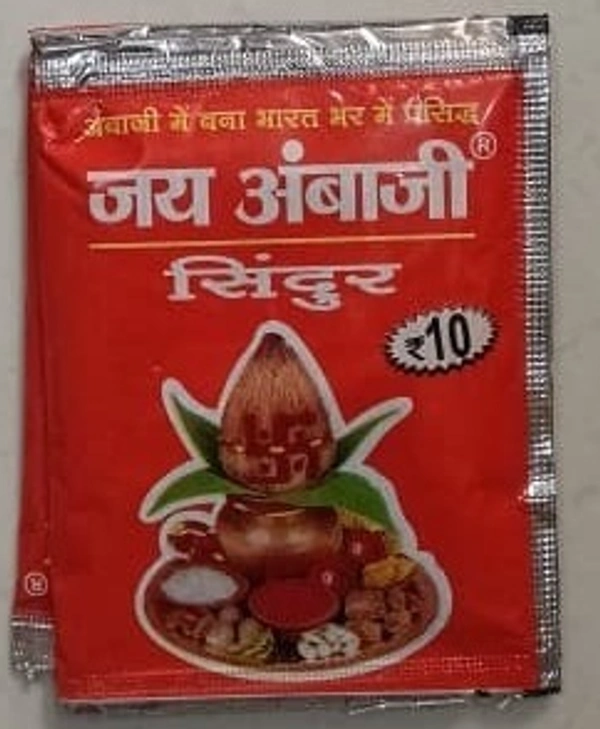 अंबाजी में बना भारत भर में प्रसिद्ध
जय अंबाजी®
सिंदुर
₹10
®